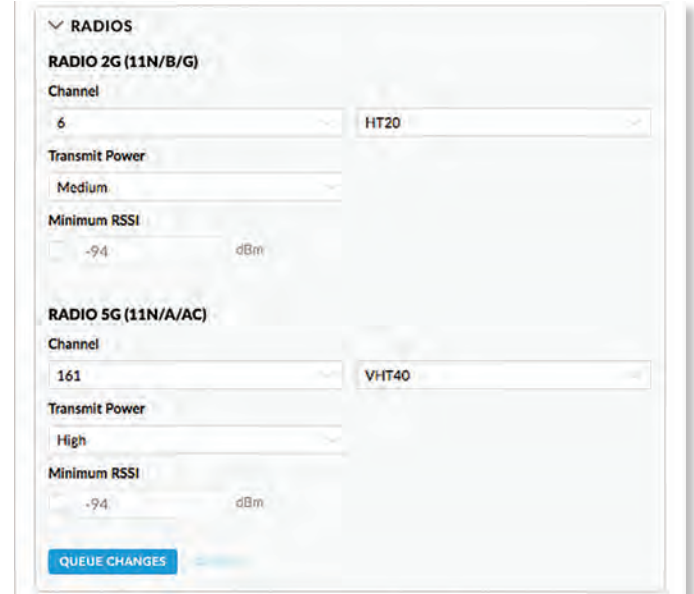 RADIOS
RADIO 2G (11N/B/G)
Channel
6 HT20
Transmit Power
Medium
Minimum RSSI
-94 dBm
RADIO 5G (11N/A/AC)
Channel
161 VHT40
Transmit Power
High
Minimum RSSI
-94 dBm
QUEUE CHANGES